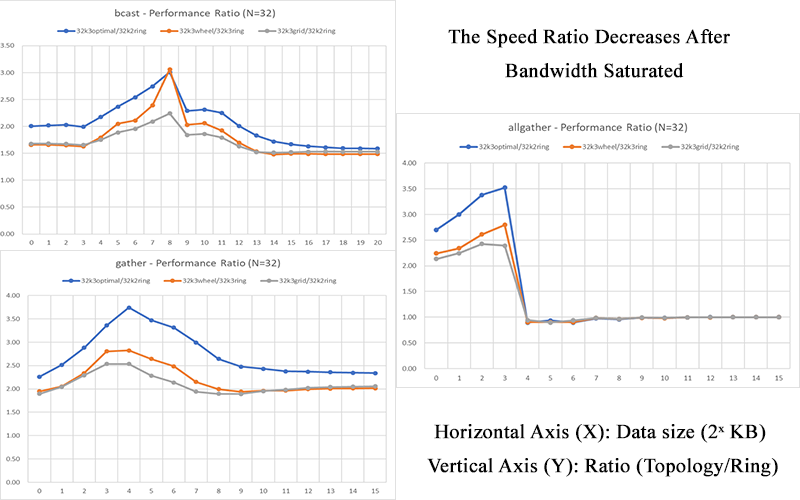 bcast - Performance Ratio (N=32)
32k3optimal/32k2ring 32k3wheel/32k3ring 32k3grid/32k2ring
3.50
3.00
2.50
2.00
1.50
1.00
0.50
0.00
0 1 2 3 4 5 6 7 8 9 10 11 12 13 14 15 16 17 18 19 20
The Speed Ratio Decreases After
Bandwidth Saturated
allgather - Performance Ratio (N=32)
32k3optimal/32k2ring 32k3wheel/32k3ring 32k3grid/32k2ring
4.00
3.50
3.00
2.50
2.00
1.50
1.00
0.50
0.00
0 1 2 3 4 5 6 7 8 9 10 11 12 13 14 15
gather - Performance Ratio (N=32)
32k3optimal/32k2ring 32k3wheel/32k3ring 32k3grid/32k2ring
4.00
3.50
3.00
2.50
2.00
1.50
1.00
0.50
0.00
0 1 2 3 4 5 6 7 8 9 10 11 12 13 14 15
Horizontal Axis (X): Data size (2ˣ KB)
Vertical Axis (Y): Ratio (Topology/Ring)